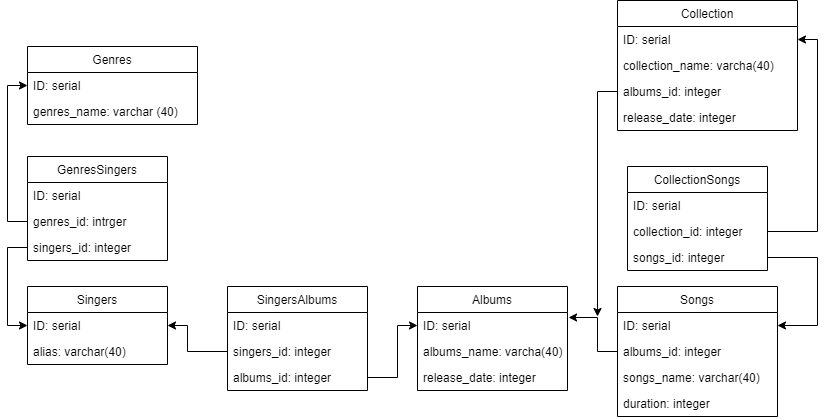 Genres
ID: serial
genres_name: varchar (40)
GenresSingers
ID: serial
genres_id: intrger
singers_id: integer
Singers
ID: serial
alias: varchar(40)
SingersAlbums
ID: serial
singers_id: integer
albums_id: integer
Albums
ID: serial
albums_name: varcha(40)
release_date: integer
Collection
ID: serial
collection_name: varcha(40)
albums_id: integer
release_date: integer
CollectionSongs
ID: serial
collection_id: integer
songs_id: integer
Songs
ID: serial
albums_id: integer
songs_name: varchar(40)
duration: integer